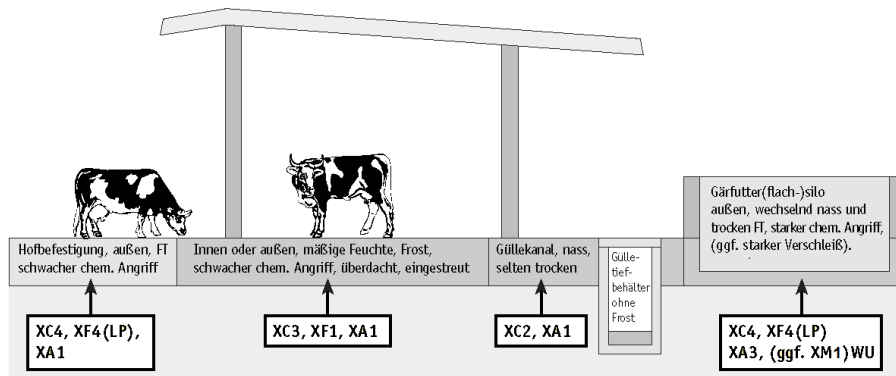 Hofbefestigung, außen, FT
schwacher chem. Angriff
Innen oder außen, mäßige Feuchte, Frost,
schwacher chem. Angriff, überdacht, eingestreut
Güllekanal, nass,
selten trocken
Gülle-
tief-
behälter
ohne
Frost
Gärfutter(flach-)silo
außen, wechselnd nass und
trocken FT, starker chem. Angriff,
(ggf. starker Verschleiß).
XC4, XF4(LP),
XA1
XC3, XF1, XA1
XC2, XA1
XC4, XF4(LP)
XA3, (ggf. XM1)WU